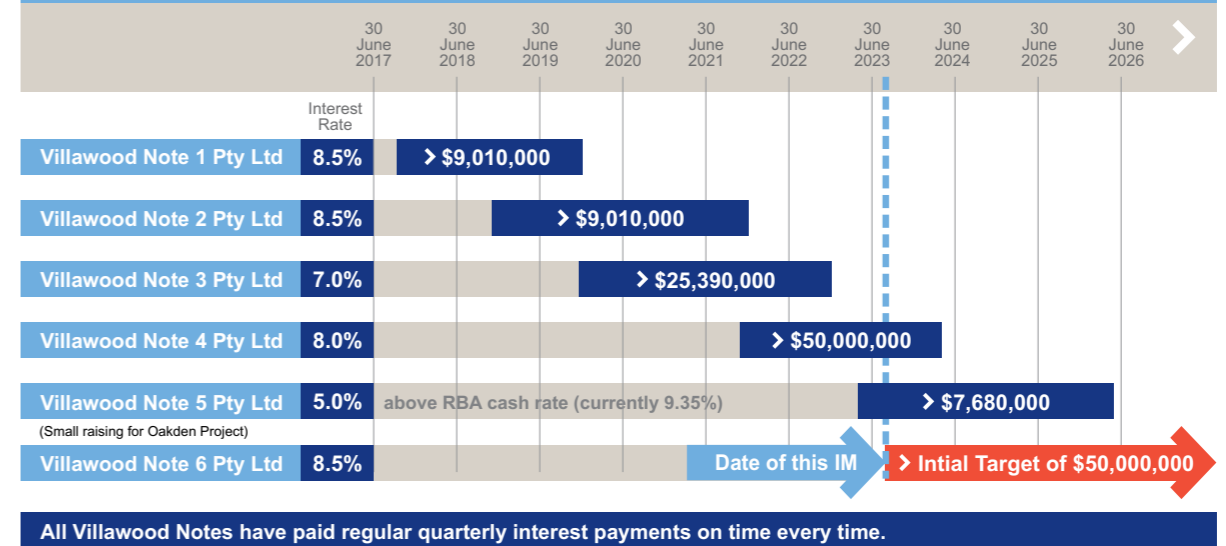 30 June 2017
30 June 2018
30 June 2019
30 June 2020
30 June 2021
30 June 2022
30 June 2023
30 June 2024
30 June 2025
30 June 2026
Interest Rate
Villawood Note 1 Pty Ltd 8.5% $9,010,000
Villawood Note 2 Pty Ltd 8.5% $9,010,000
Villawood Note 3 Pty Ltd 7.0% $25,390,000
Villawood Note 4 Pty Ltd 8.0% $50,000,000
Villawood Note 5 Pty Ltd 5.0% above RBA cash rate (currently 9.35%) $7,680,000
(Small raising for Oakden Project)
Villawood Note 6 Pty Ltd 8.5% Date of this IM Intial Target of $50,000,000
All Villawood Notes have paid regular quarterly interest payments on time every time.